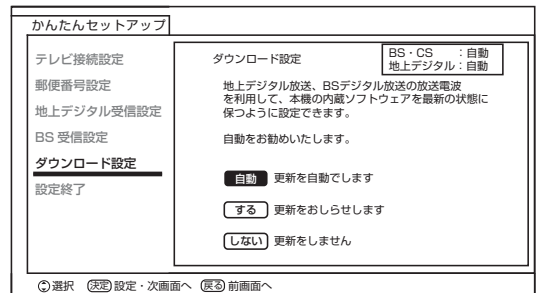 かんたんセットアップ
テレビ接続設定
郵便番号設定
地上デジタル受信設定
BS 受信設定
ダウンロード設定
設定終了
ダウンロード設定
BS・CS ：自動
地上デジタル：自動
地上デジタル放送、BSデジタル放送の放送電波
を利用して、本機の内蔵ソフトウェアを最新の状態に
保つように設定できます。
自動をお勧めいたします。
自動 更新を自動でします
する 更新をおしらせします
しない 更新をしません
選択 決定 設定・次画面へ 戻る 前画面へ